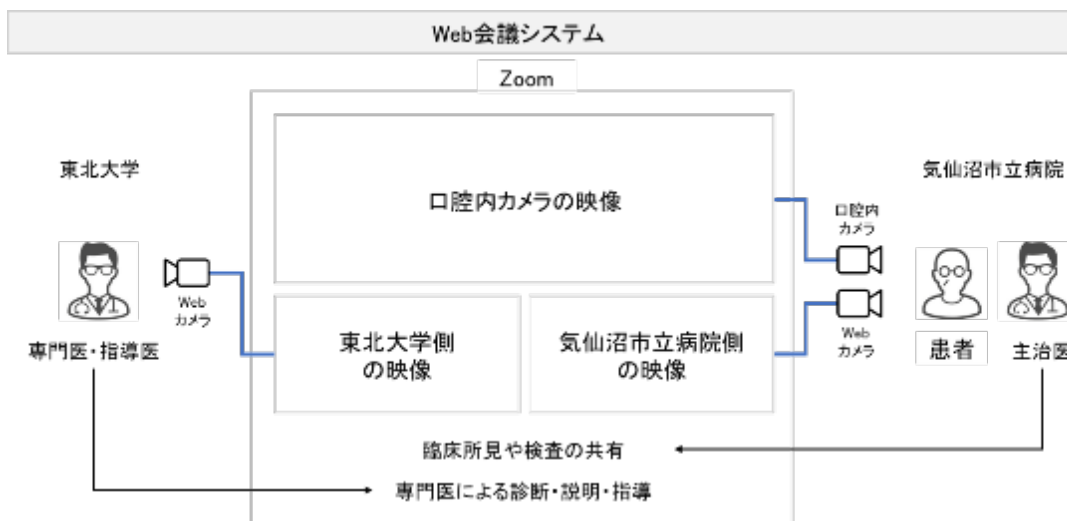 Web会議システム
Zoom
東北大学
気仙沼市立病院
口腔内カメラの映像
口腔内
カメラ
Web
カメラ
専門医・指導医
東北大学側
の映像
気仙沼市立病院側
の映像
Web
カメラ
患者
主治医
臨床所見や検査の共有
専門医による診断・説明・指導